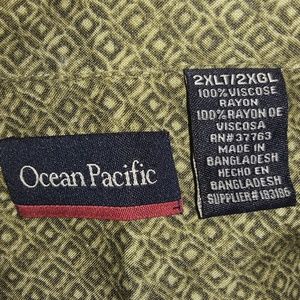 Ocean Pacific
2XLT/2XGL
100% VISCOSE
RAYON
100% RAYON DE
VISCOSA
RN# 37763
MADE IN
BANGLADESH
HECHO EN
BANGLADESH
SUPPLIER# 183196